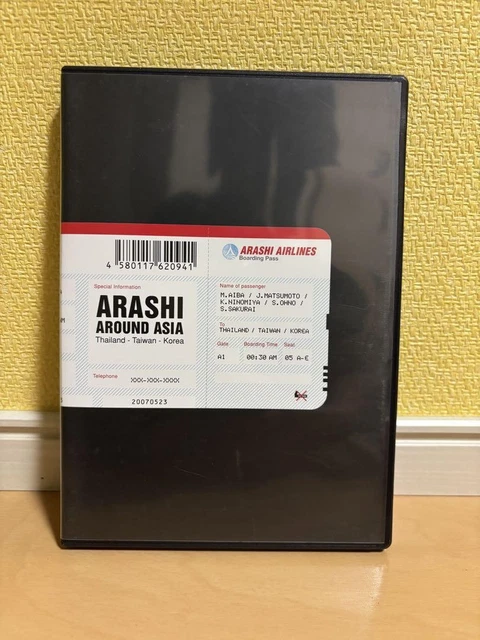 4 580117 620941
Special Information
ARASHI
AROUND ASIA
Thailand - Taiwan - Korea
Telephone
XXX-XXX-XXXX
20070523
ARASHI AIRLINES
Boarding Pass
Name of passenger
M.AIBA / J.MATSUMOTO /
K.NINOMIYA / S.OHNO /
S.SAKURAI
To
THAILAND / TAIWAN / KOREA
Gate Boarding Time Seat
A1 00:30 AM 05 A-E